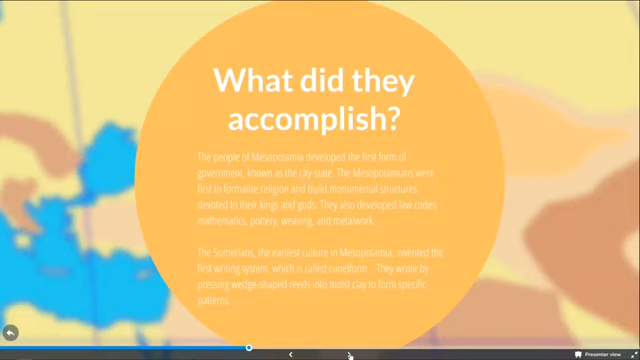 What did they
accomplish?
The people of Mesopotamia developed the first form of
government, known as the city-state. The Mesopotamians were
first to formalize religion and build monumental structures
devoted to their kings and gods. They also developed law codes,
mathematics, pottery, weaving, and metalwork.
The Sumerians, the earliest culture in Mesopotamia, invented the
first writing system, which is called cuneiform. They wrote by
pressing wedge-shaped reeds into moist clay to form specific
patterns.
Presenter view